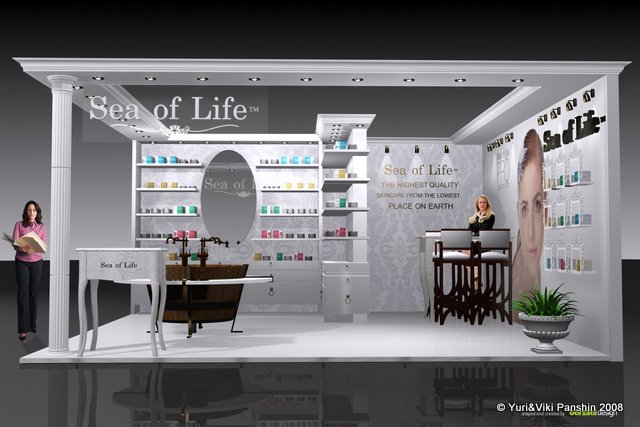 Sea of Life™
Sea of Life
Sea of Life™
THE HIGHEST QUALITY
SKINCARE FROM THE LOWEST
PLACE ON EARTH
Sea of Life™
Sea of Life
© Yuri&Viki Panshin 2008